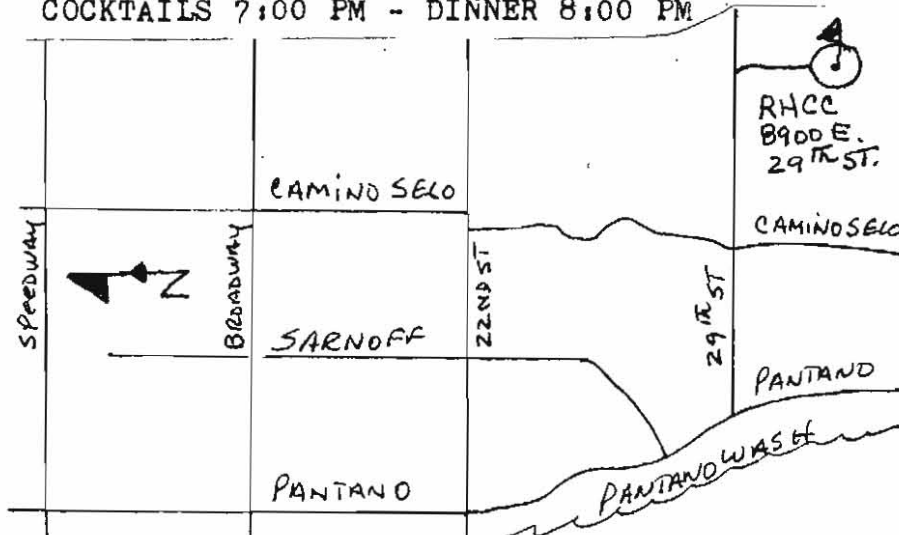 COCKTAILS 7:00 PM - DINNER 8:00 PM
RHCC
8900 E.
29TH ST.
CAMINO SECO
CAMINO SECO
SPEEDWAY
N
BROADWAY
22ND ST
29TH ST
SARNOFF
PANTANO
PANTANO WASH
PANTANO